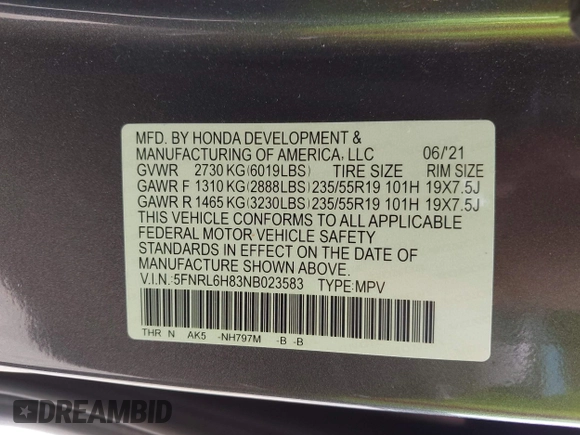 MFD. BY HONDA DEVELOPMENT &
MANUFACTURING OF AMERICA, LLC 06/'21
GVWR 2730 KG(6019LBS) TIRE SIZE RIM SIZE
GAWR F 1310 KG(2888LBS) 235/55R19 101H 19X7.5J
GAWR R 1465 KG(3230LBS) 235/55R19 101H 19X7.5J
THIS VEHICLE CONFORMS TO ALL APPLICABLE
FEDERAL MOTOR VEHICLE SAFETY
STANDARDS IN EFFECT ON THE DATE OF
MANUFACTURE SHOWN ABOVE.
V.I.N.:5FNRL6H83NB023583 TYPE:MPV
THR N AK5 -NH797M -B -B
DREAMBID